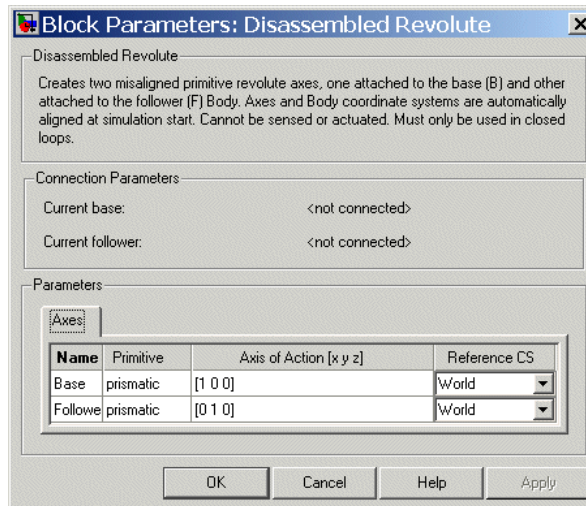 Block Parameters: Disassembled Revolute
Disassembled Revolute
Creates two misaligned primitive revolute axes, one attached to the base (B) and other
attached to the follower (F) Body. Axes and Body coordinate systems are automatically
aligned at simulation start. Cannot be sensed or actuated. Must only be used in closed
loops.
Connection Parameters
Current base: <not connected>
Current follower: <not connected>
Parameters
Axes
Name Primitive Axis of Action [x y z] Reference CS
Base prismatic [1 0 0] World
Followe prismatic [0 1 0] World
OK Cancel Help Apply